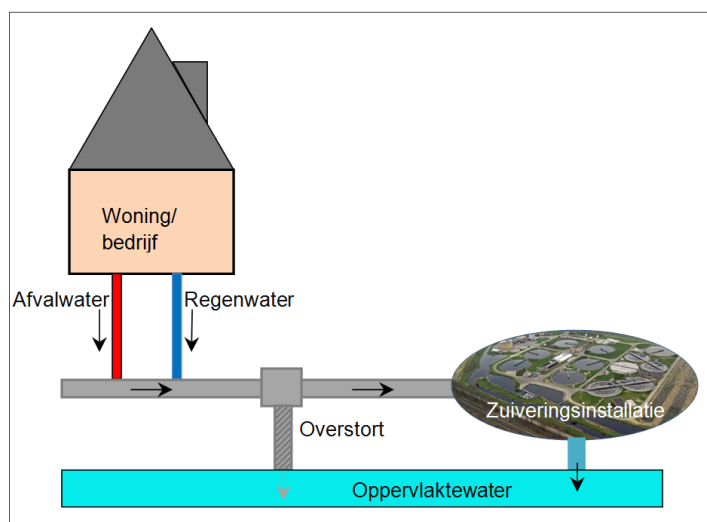 Woning/
bedrijf
Afvalwater
Regenwater
Zuiveringsinstallatie
Overstort
Oppervlaktewater